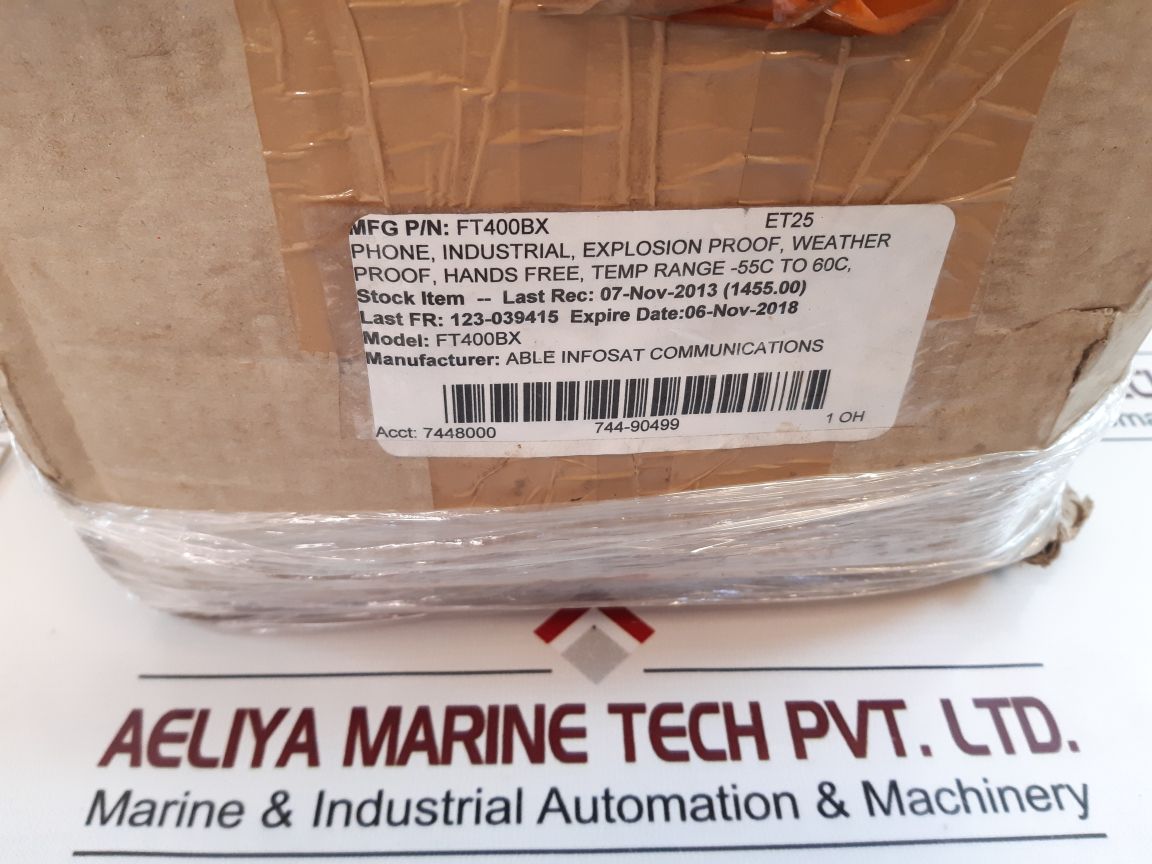 MFG P/N: FT400BX ET25
PHONE, INDUSTRIAL, EXPLOSION PROOF, WEATHER
PROOF, HANDS FREE, TEMP RANGE -55C TO 60C,
Stock Item -- Last Rec: 07-Nov-2013 (1455.00)
Last FR: 123-039415 Expire Date:06-Nov-2018
Model: FT400BX
Manufacturer: ABLE INFOSAT COMMUNICATIONS
Acct: 7448000 744-90499 1 OH
AELIYA MARINE TECH PVT. LTD.
Marine & Industrial Automation & Machinery